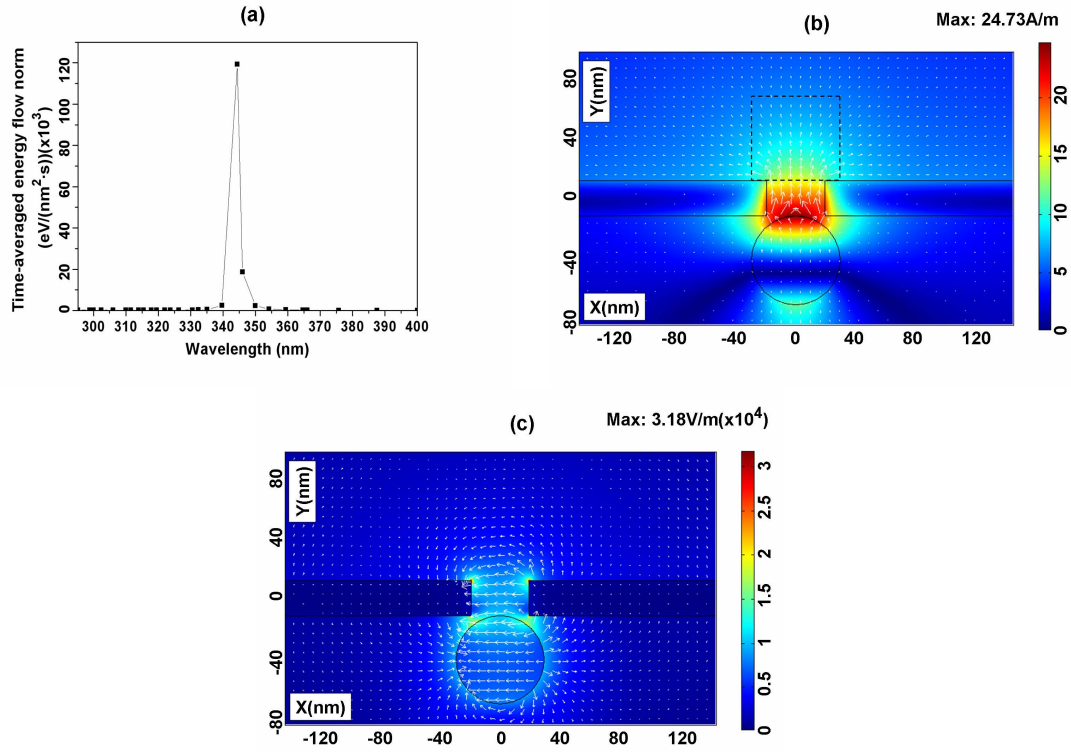 (a)
Time-averaged energy flow norm
(eV/(nm²·s))(x10³)
120
100
80
60
40
20
0
300 310 320 330 340 350 360 370 380 390 400
Wavelength (nm)
(b)
Max: 24.73A/m
Y(nm)
80
40
0
-40
-80
X(nm)
-120 -80 -40 0 40 80 120
20
15
10
5
0
(c)
Max: 3.18V/m(x10⁴)
Y(nm)
80
40
0
-40
-80
X(nm)
-120 -80 -40 0 40 80 120
3
2.5
2
1.5
1
0.5
0